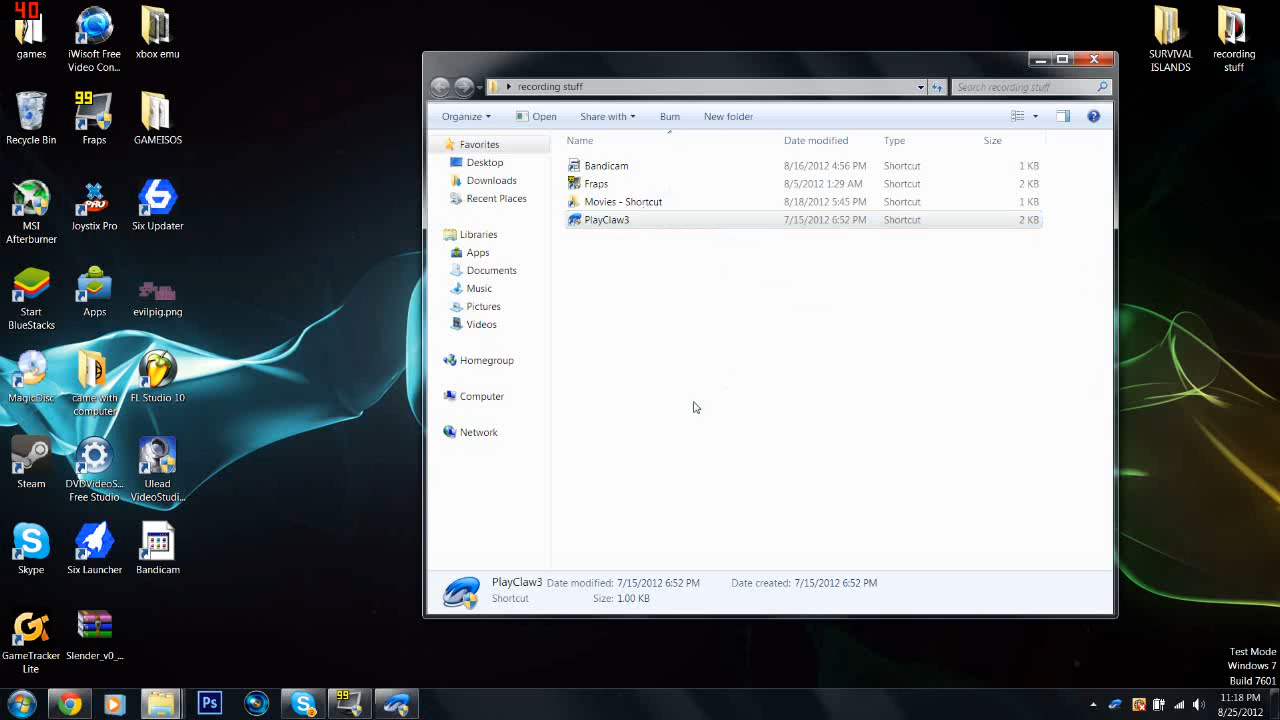 40
games
iWisoft Free
Video Con...
xbox emu
99
Recycle Bin
Fraps
GAMEISOS
MSI
Afterburner
Joystix Pro
Six Updater
Start
BlueStacks
Apps
evilpig.png
MagicDisc
came with
computer
FL Studio 10
Steam
DVDVideoS...
Free Studio
Ulead
VideoStudi...
Skype
Six Launcher
Bandicam
GameTracker
Lite
Slender_v0_...
SURVIVAL
ISLANDS
recording
stuff
recording stuff
Search recording stuff
Organize
Open
Share with
Burn
New folder
Name
Date modified
Type
Size
Favorites
Desktop
Downloads
Recent Places
Libraries
Apps
Documents
Music
Pictures
Videos
Homegroup
Computer
Network
Bandicam 8/16/2012 4:56 PM Shortcut 1 KB
Fraps 8/5/2012 1:29 AM Shortcut 2 KB
Movies - Shortcut 8/18/2012 5:45 PM Shortcut 1 KB
PlayClaw3 7/15/2012 6:52 PM Shortcut 2 KB
PlayClaw3 Date modified: 7/15/2012 6:52 PM Date created: 7/15/2012 6:52 PM
Shortcut Size: 1.00 KB
Test Mode
Windows 7
Build 7601
Ps
99
11:18 PM
8/25/2012